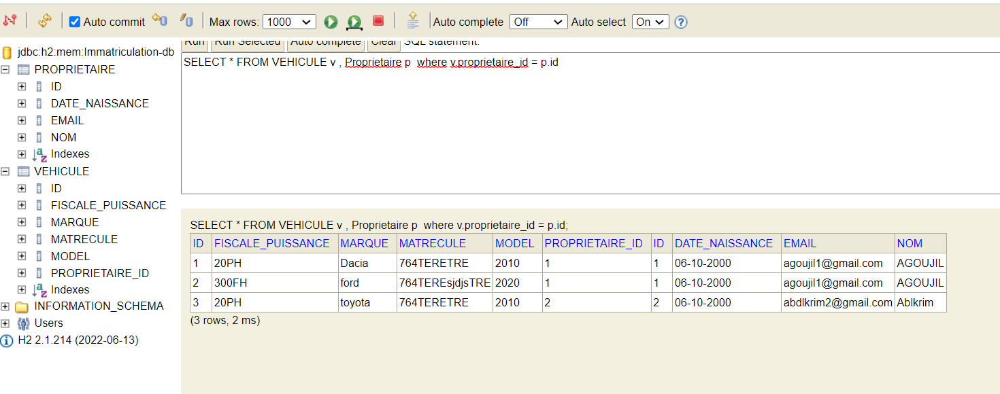 Auto commit Max rows: 1000 Auto complete Off Auto select On ?
Run Run Selected Auto complete Clear SQL statement:
jdbc:h2:mem:Immatriculation-db
PROPRIETAIRE
ID
DATE_NAISSANCE
EMAIL
NOM
Indexes
VEHICULE
ID
FISCALE_PUISSANCE
MARQUE
MATRECULE
MODEL
PROPRIETAIRE_ID
Indexes
INFORMATION_SCHEMA
Users
H2 2.1.214 (2022-06-13)
SELECT * FROM VEHICULE v , Proprietaire p  where v.proprietaire_id = p.id
SELECT * FROM VEHICULE v , Proprietaire p  where v.proprietaire_id = p.id;
ID FISCALE_PUISSANCE MARQUE MATRECULE MODEL PROPRIETAIRE_ID ID DATE_NAISSANCE EMAIL NOM
1 20PH Dacia 764TERETRE 2010 1 1 06-10-2000 agoujil1@gmail.com AGOUJIL
2 300FH ford 764TEREsjdjsTRE 2020 1 1 06-10-2000 agoujil1@gmail.com AGOUJIL
3 20PH toyota 764TERETRE 2010 2 2 06-10-2000 abdlkrim2@gmail.com Ablkrim
(3 rows, 2 ms)